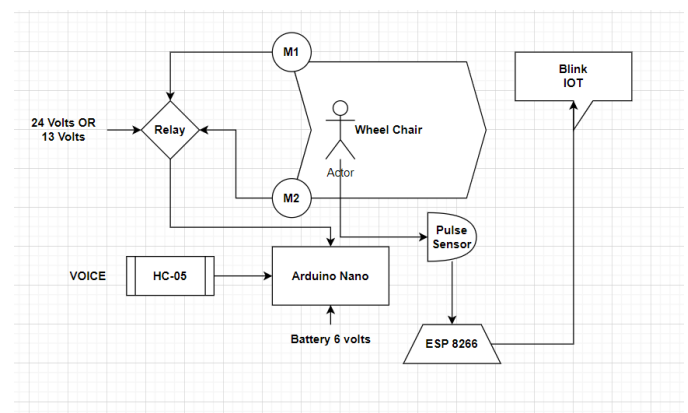 M1
Blink
IOT
24 Volts OR
13 Volts
Relay
Wheel Chair
Actor
M2
Pulse
Sensor
VOICE
HC-05
Arduino Nano
Battery 6 volts
ESP 8266